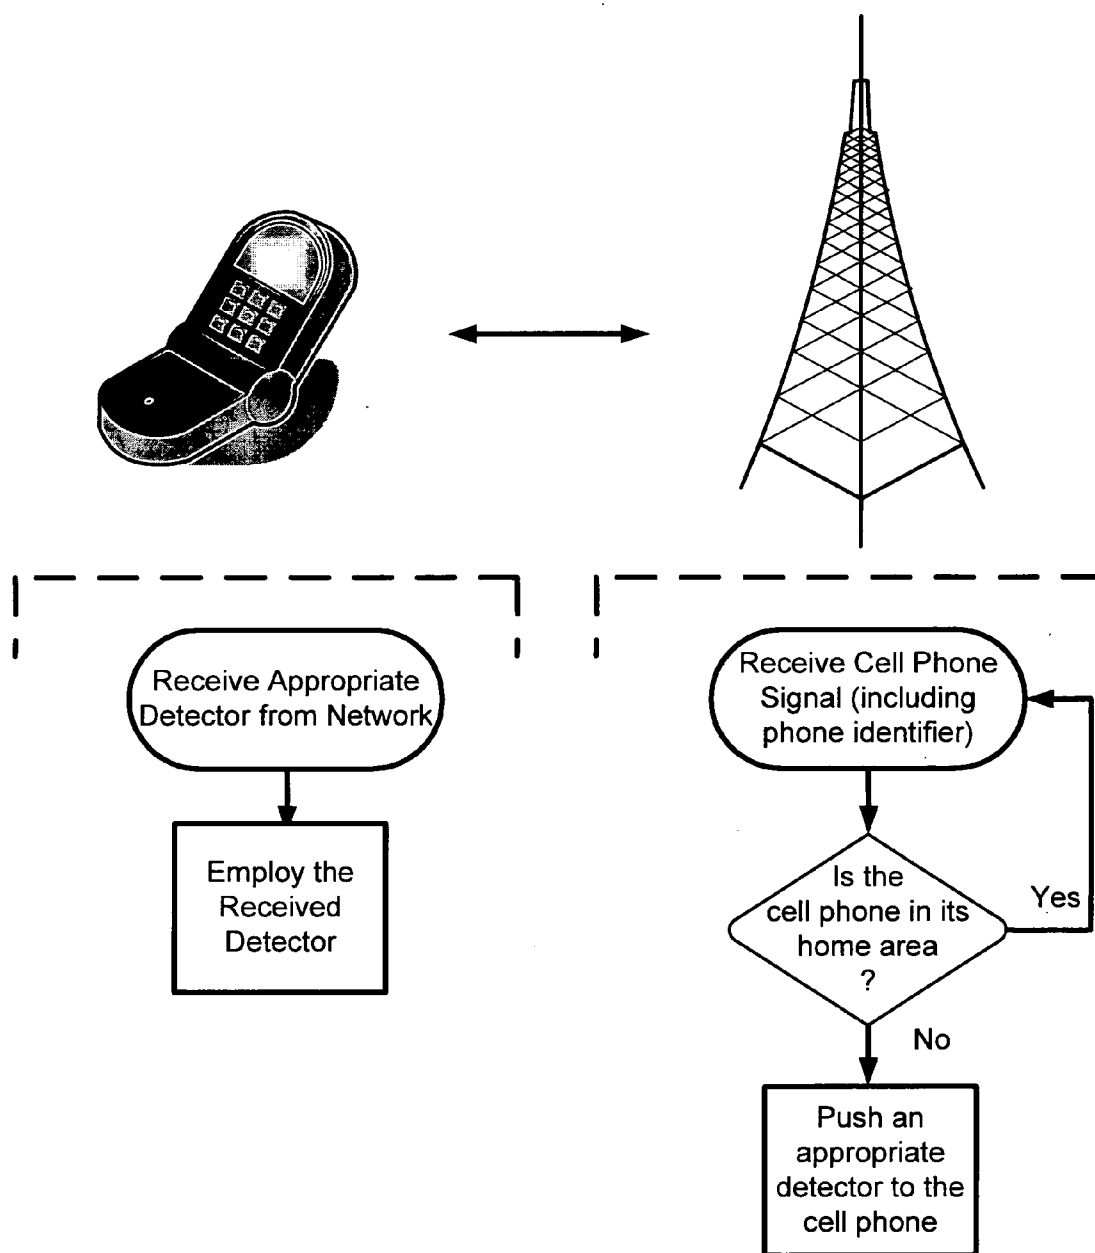 Receive Appropriate
Detector from Network
Employ the
Received
Detector
Receive Cell Phone
Signal (including
phone identifier)
Is the
cell phone in its
home area
?
Yes
No
Push an
appropriate
detector to the
cell phone